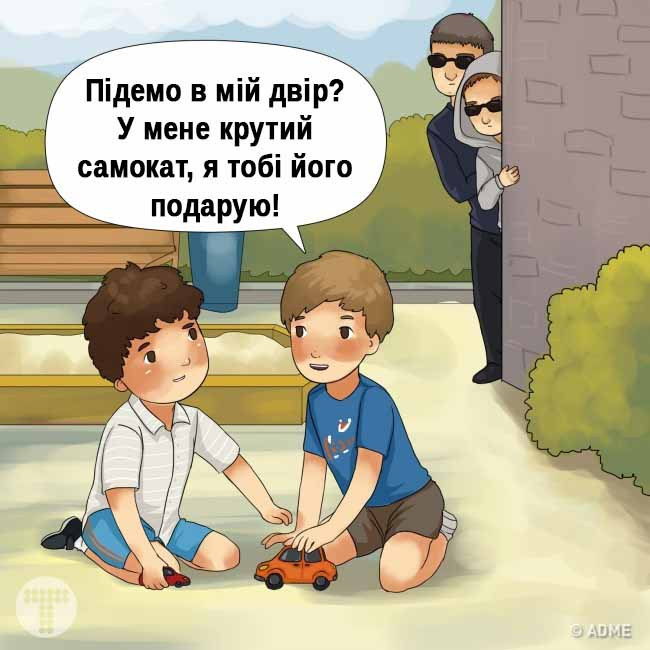 Підемо в мій двір?
У мене крутий
самокат, я тобі його
подарую!
T
© ADME